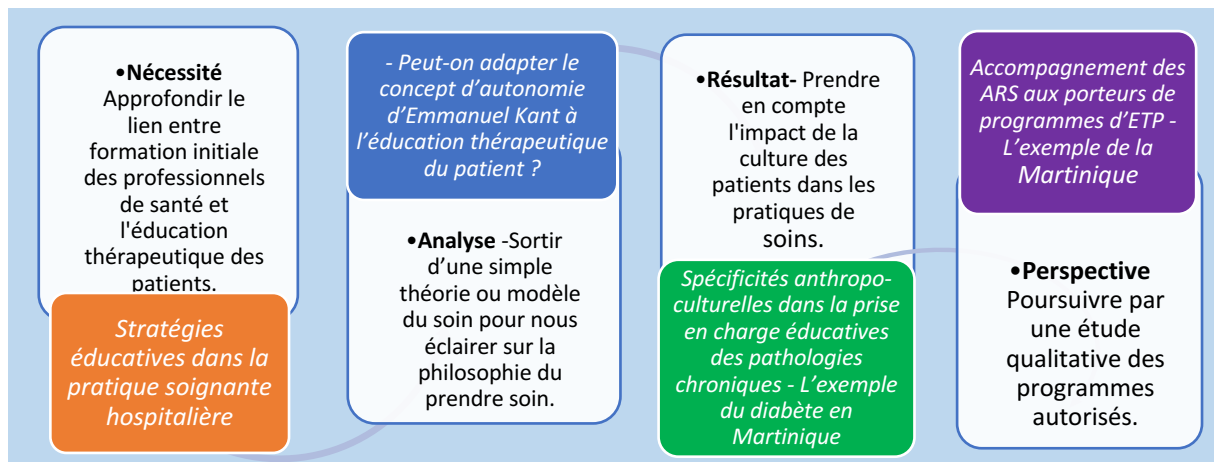 •Nécessité
Approfondir le
lien entre
formation initiale
des professionnels
de santé et
l'éducation
thérapeutique des
patients.
Stratégies
éducatives dans la
pratique soignante
hospitalière
- Peut-on adapter le
concept d’autonomie
d’Emmanuel Kant à
l’éducation thérapeutique
du patient ?
•Analyse -Sortir
d’une simple
théorie ou modèle
du soin pour nous
éclairer sur la
philosophie du
prendre soin.
•Résultat- Prendre
en compte
l'impact de la
culture des
patients dans les
pratiques de
soins.
Spécificités anthropo-
culturelles dans la prise
en charge éducatives
des pathologies
chroniques - L’exemple
du diabète en
Martinique
Accompagnement des
ARS aux porteurs de
programmes d’ETP -
L’exemple de la
Martinique
•Perspective
Poursuivre par
une étude
qualitative des
programmes
autorisés.